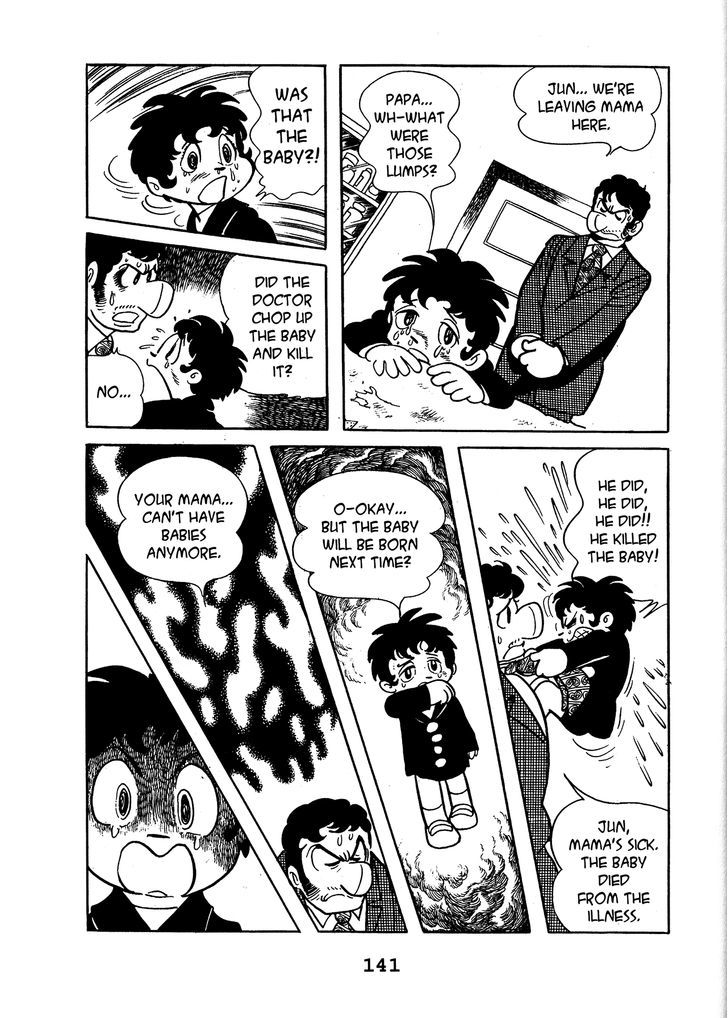 JUN... WE'RE
LEAVING MAMA
HERE.
PAPA...
WH-WHAT
WERE
THOSE
LUMPS?
WAS
THAT
THE
BABY?!
DID THE
DOCTOR
CHOP UP
THE BABY
AND KILL
IT?
NO...
HE DID,
HE DID,
HE DID!!
HE KILLED
THE BABY!
JUN,
MAMA'S SICK.
THE BABY
DIED
FROM THE
ILLNESS.
O-OKAY...
BUT THE BABY
WILL BE BORN
NEXT TIME?
YOUR MAMA...
CAN'T HAVE
BABIES
ANYMORE.
141